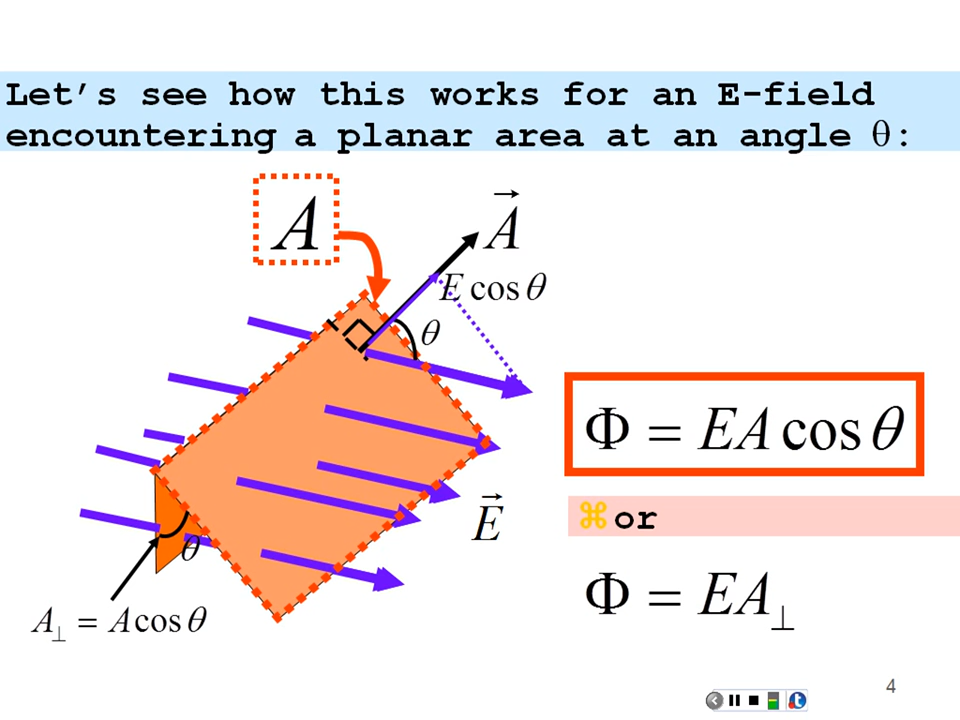 Let's see how this works for an E-field
encountering a planar area at an angle θ:
A
A⃗
E cos θ
θ
Φ = EA cos θ
or
E⃗
θ
Φ = EA⊥
A⊥ = A cos θ
4